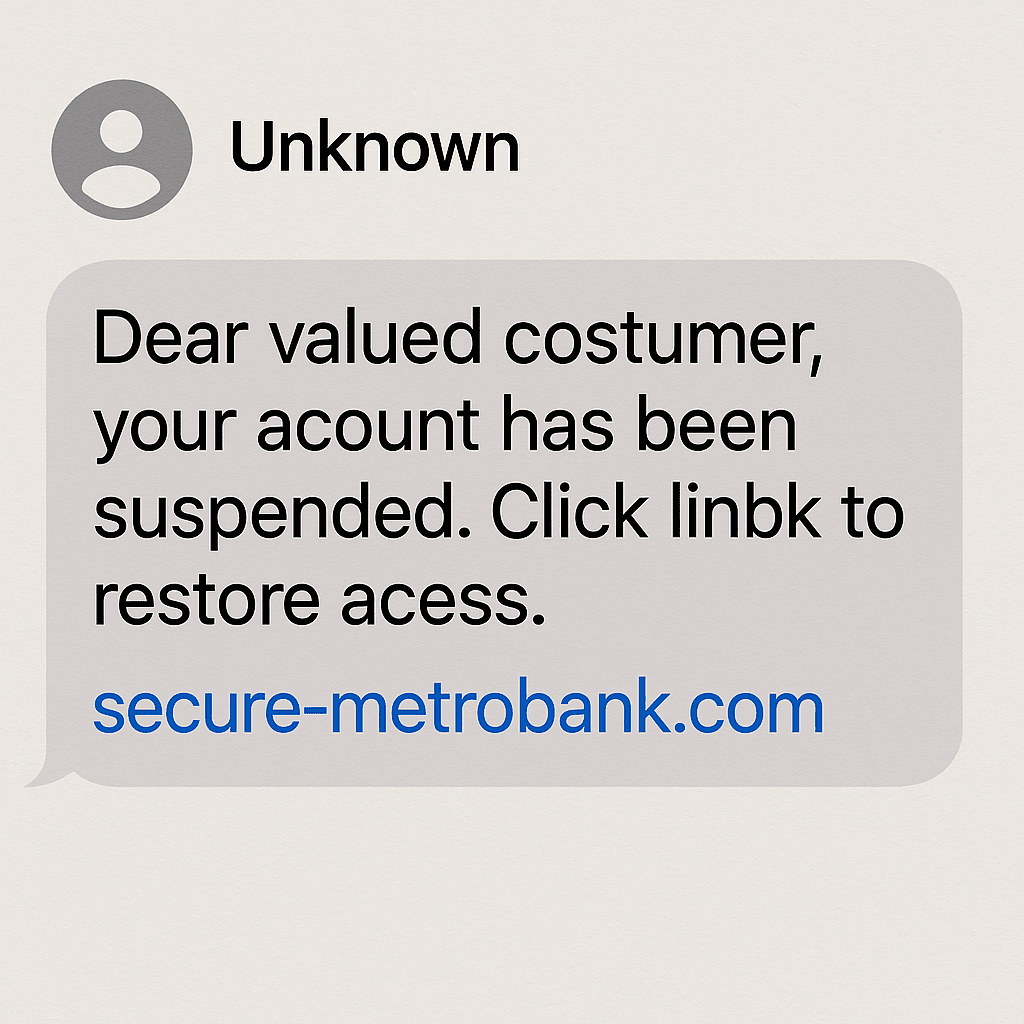 Unknown
Dear valued costumer,
your acount has been
suspended. Click linbk to
restore acess.
secure-metrobank.com